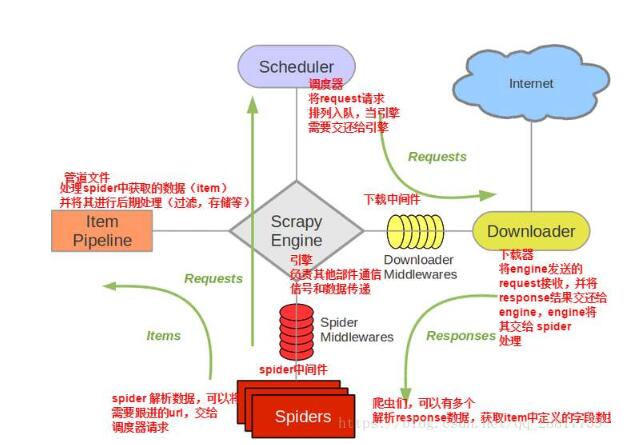 Scheduler
调度器
将request请求
排列入队，当引擎
需要交还给引擎
Internet
Requests
管道文件
处理spider中获取的数据（item）
并将其进行后期处理（过滤，存储等）
Item
Pipeline
Scrapy
Engine
引擎
负责其他部件通信
信号和数据传递
下载中间件
Downloader
Middlewares
Downloader
下载器
将engine发送的
request接收，并将
response结果交还给
engine，engine将
其交给 spider
处理
Requests
Items
Responses
Spider
Middlewares
spider中间件
spider 解析数据，可以将
需要跟进的url，交给
调度器请求
Spiders
爬虫们，可以有多个
解析response数据，获取item中定义的字段数